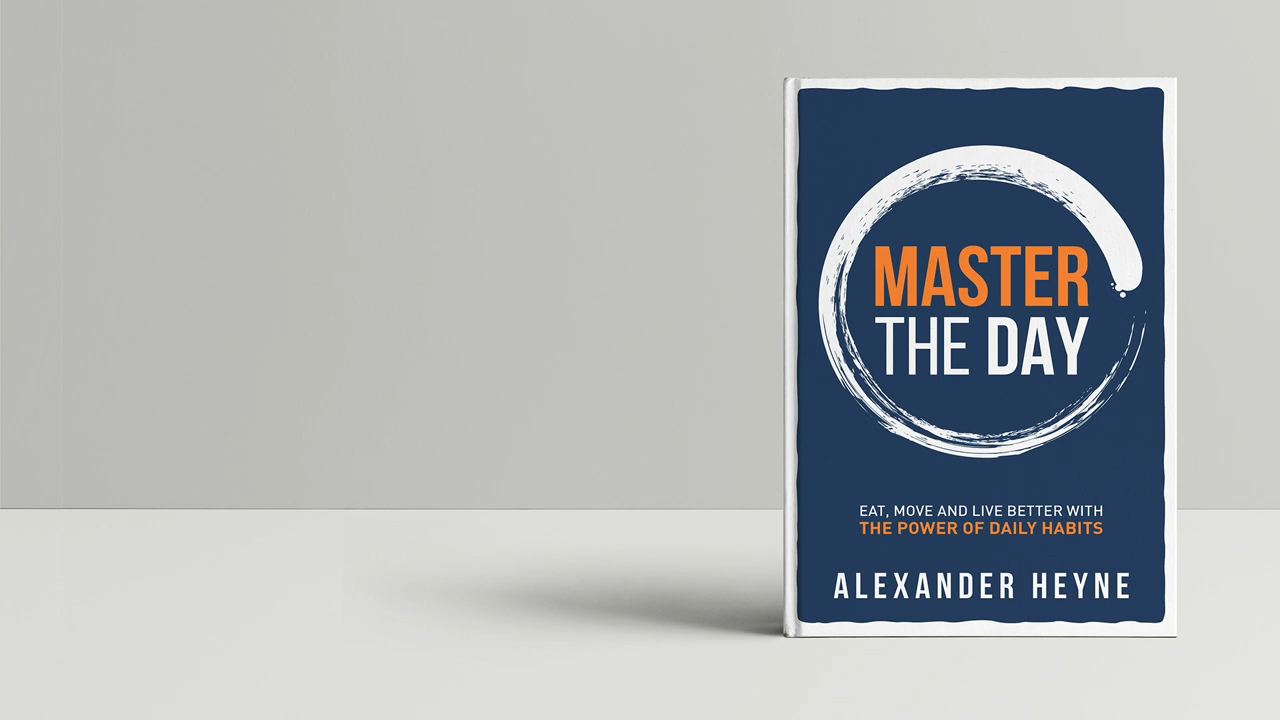 MASTER
THE DAY
EAT, MOVE AND LIVE BETTER WITH
THE POWER OF DAILY HABITS
ALEXANDER HEYNE